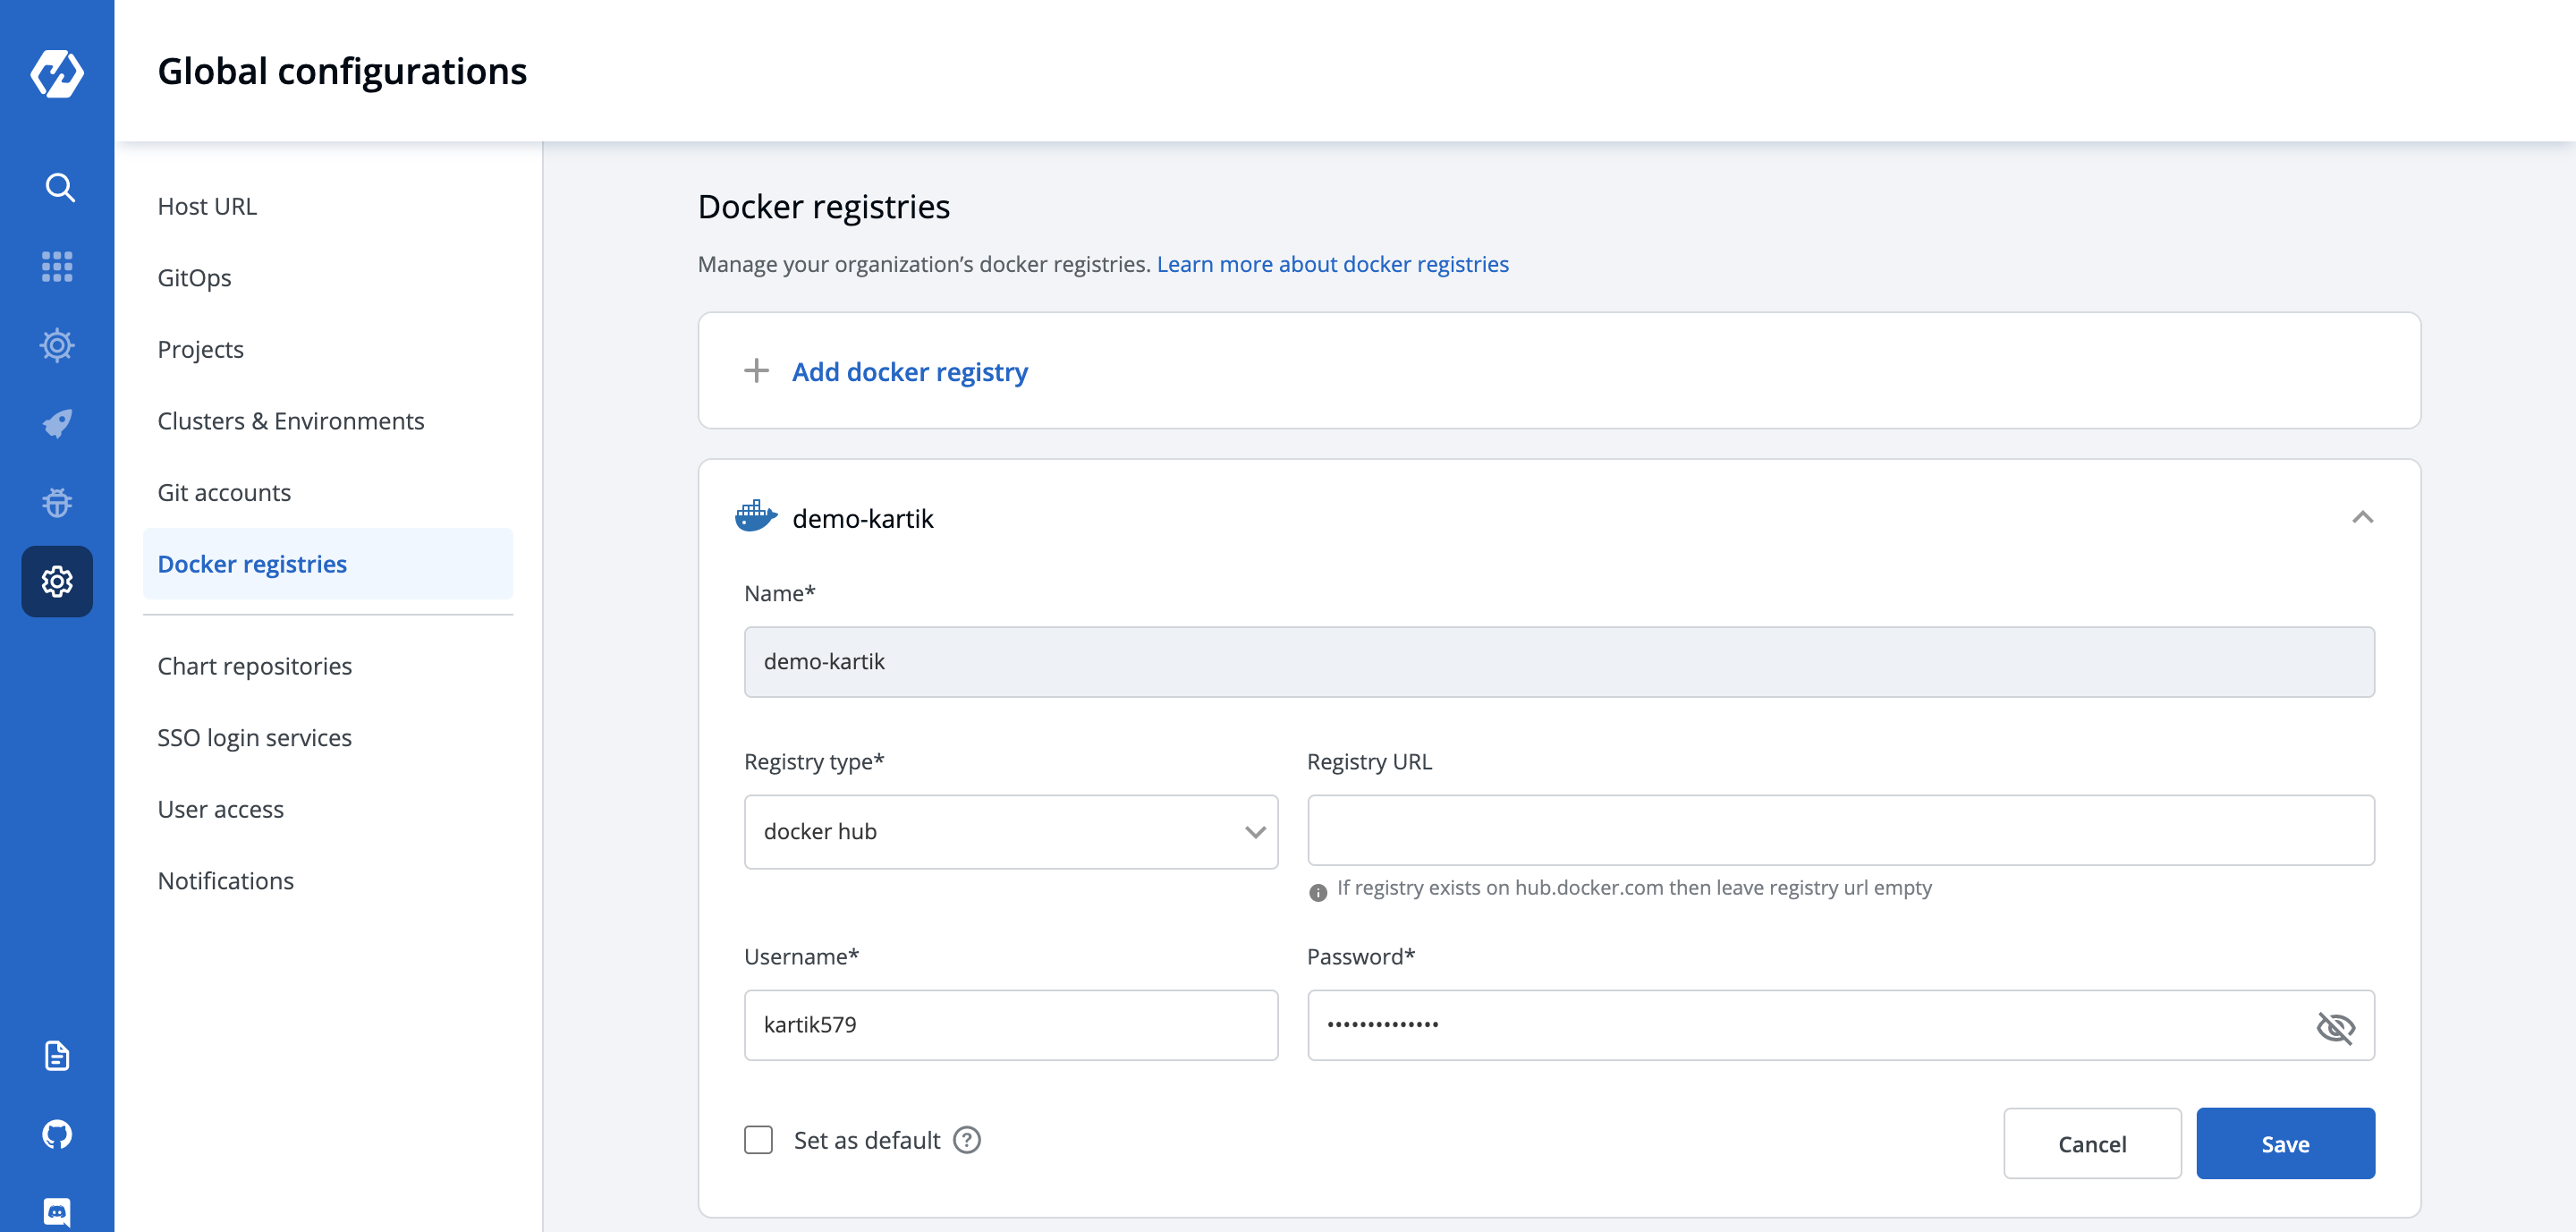 Global configurations
Host URL
GitOps
Projects
Clusters & Environments
Git accounts
Docker registries
Chart repositories
SSO login services
User access
Notifications
Docker registries
Manage your organization’s docker registries. Learn more about docker registries
Add docker registry
demo-kartik
Name*
demo-kartik
Registry type*
Registry URL
docker hub
If registry exists on hub.docker.com then leave registry url empty
Username*
Password*
kartik579
••••••••••••••
Set as default
Cancel
Save